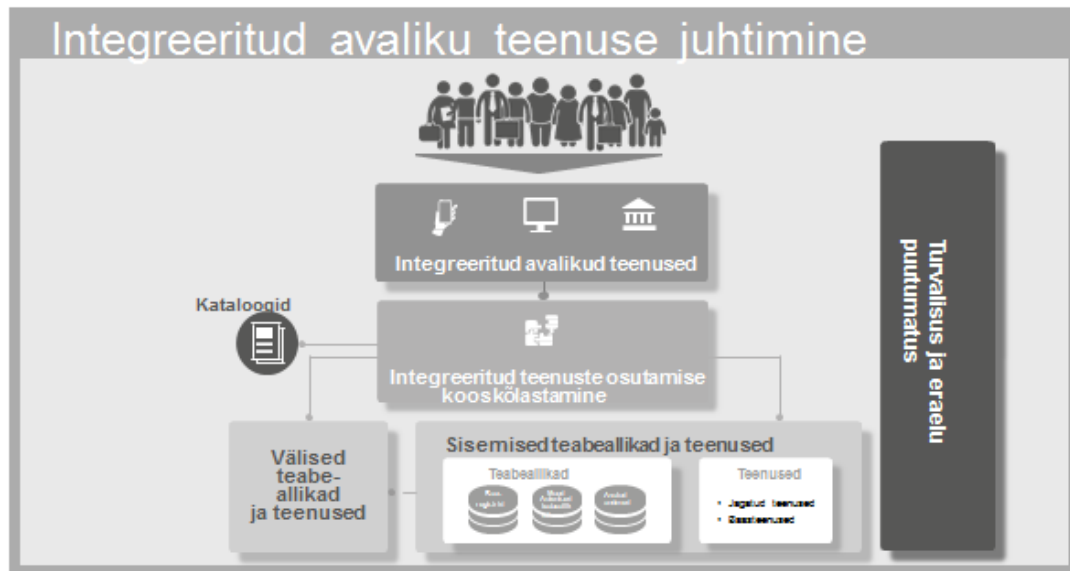 Integreeritud avaliku teenuse juhtimine
Integreeritud avalikud teenused
Kataloogid
Integreeritud teenuste osutamise
kooskõlastamine
Välised
teabe-
allikad
ja teenused
Sisemised teabeallikad ja teenused
Teabeallikad
Teenused
• Jagatud teenused
Turvalisus ja eraelu
puutumatus